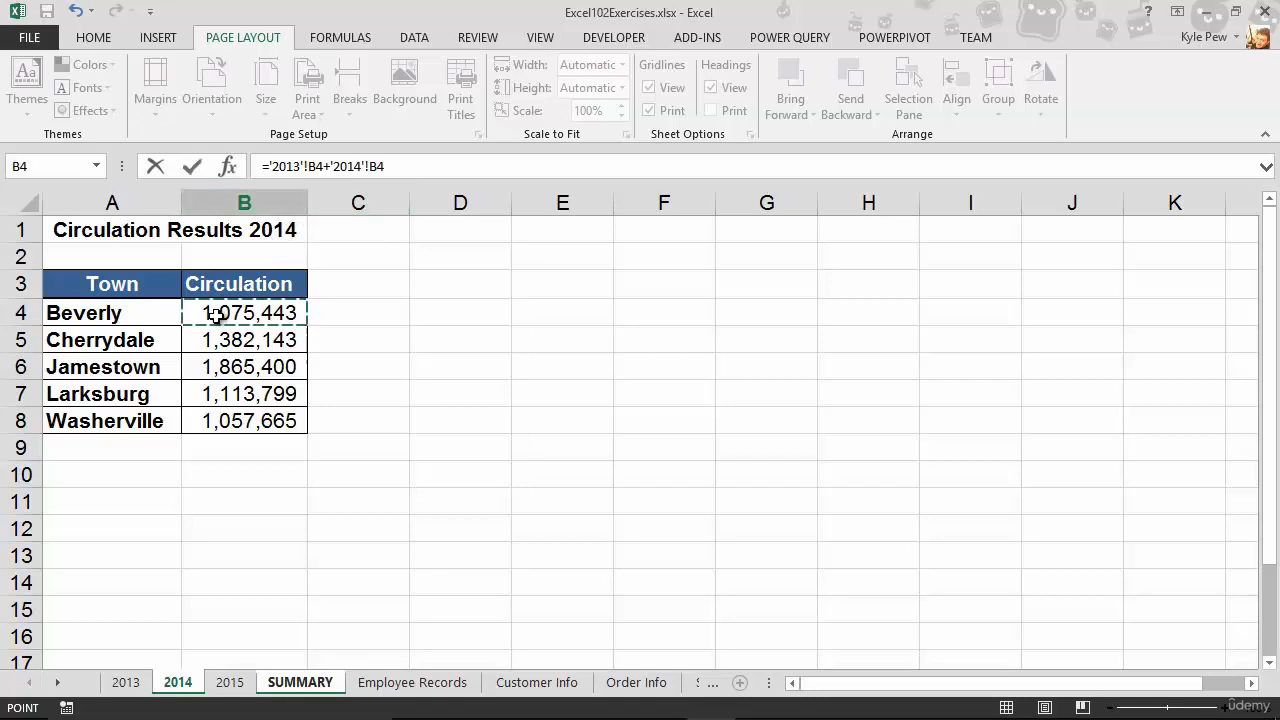 Excel102Exercises.xlsx - Excel
FILE HOME INSERT PAGE LAYOUT FORMULAS DATA REVIEW VIEW DEVELOPER ADD-INS POWER QUERY POWERPIVOT TEAM Kyle Pew
Themes
Colors
Fonts
Effects
Themes
Margins Orientation Size Print Area Breaks Background Print Titles
Page Setup
Width: Automatic
Height: Automatic
Scale: 100%
Scale to Fit
Gridlines Headings
View View
Print Print
Sheet Options
Bring Forward Send Backward Selection Pane Align Group Rotate
Arrange
B4 fx ='2013'!B4+'2014'!B4
A B C D E F G H I J K
1 Circulation Results 2014
2
3 Town Circulation
4 Beverly 1,075,443
5 Cherrydale 1,382,143
6 Jamestown 1,865,400
7 Larksburg 1,113,799
8 Washerville 1,057,665
9
10
11
12
13
14
15
16
17
2013 2014 2015 SUMMARY Employee Records Customer Info Order Info ...
POINT
ûdemy